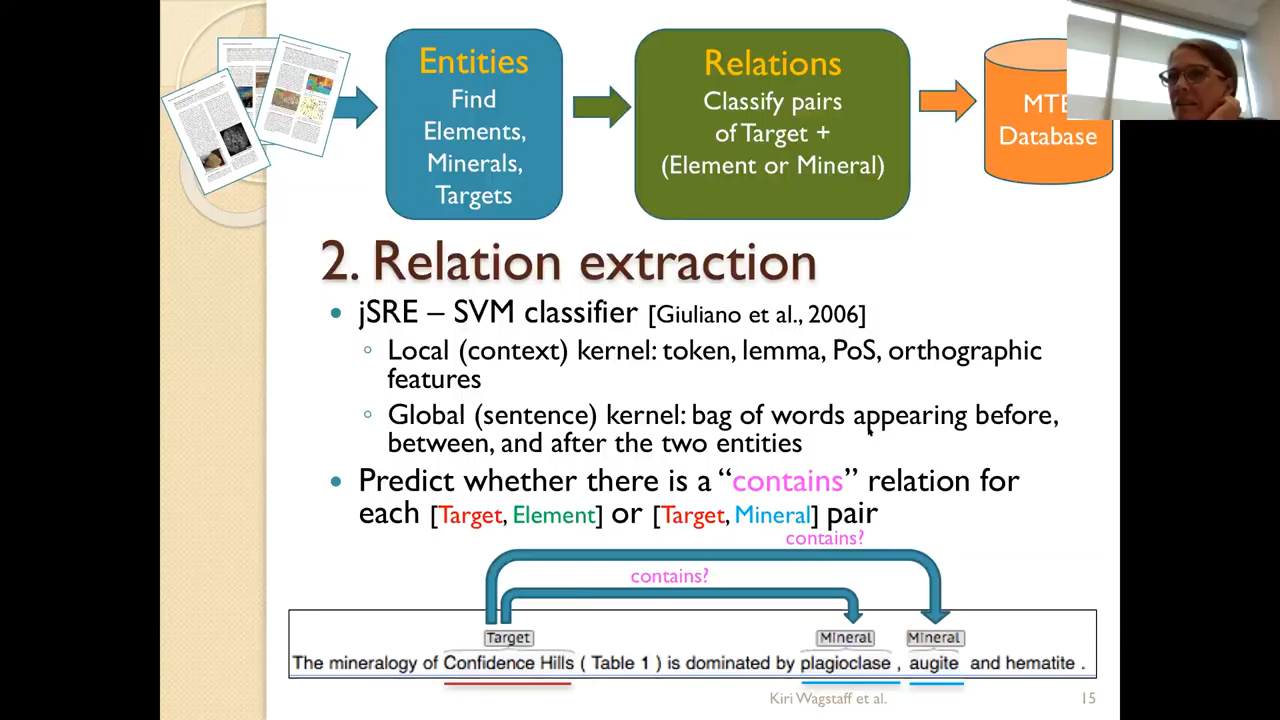 Entities
Find
Elements,
Minerals,
Targets
Relations
Classify pairs
of Target +
(Element or Mineral)
Database
2. Relation extraction
jSRE – SVM classifier [Giuliano et al., 2006]
Local (context) kernel: token, lemma, PoS, orthographic
features
Global (sentence) kernel: bag of words appearing before,
between, and after the two entities
Predict whether there is a “contains” relation for
each [Target, Element] or [Target, Mineral] pair
contains?
contains?
Target Mineral Mineral
The mineralogy of Confidence Hills ( Table 1 ) is dominated by plagioclase , augite and hematite .
Kiri Wagstaff et al. 15